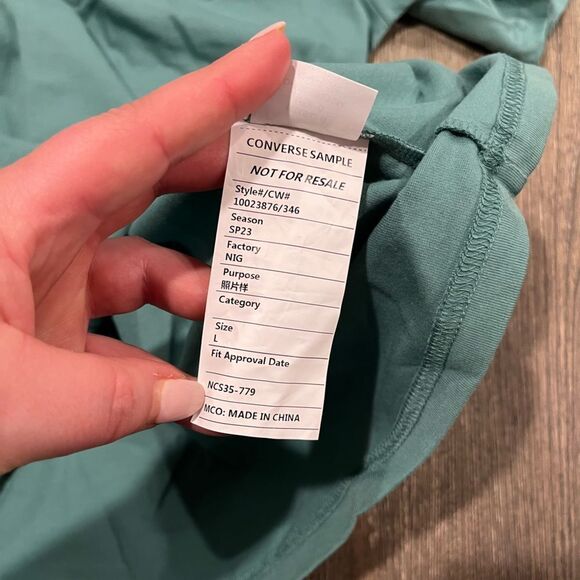 CONVERSE SAMPLE
NOT FOR RESALE
Style#/CW#
10023876/346
Season
SP23
Factory
NIG
Purpose
照片样
Category
Size
L
Fit Approval Date
NCS35-779
MCO: MADE IN CHINA